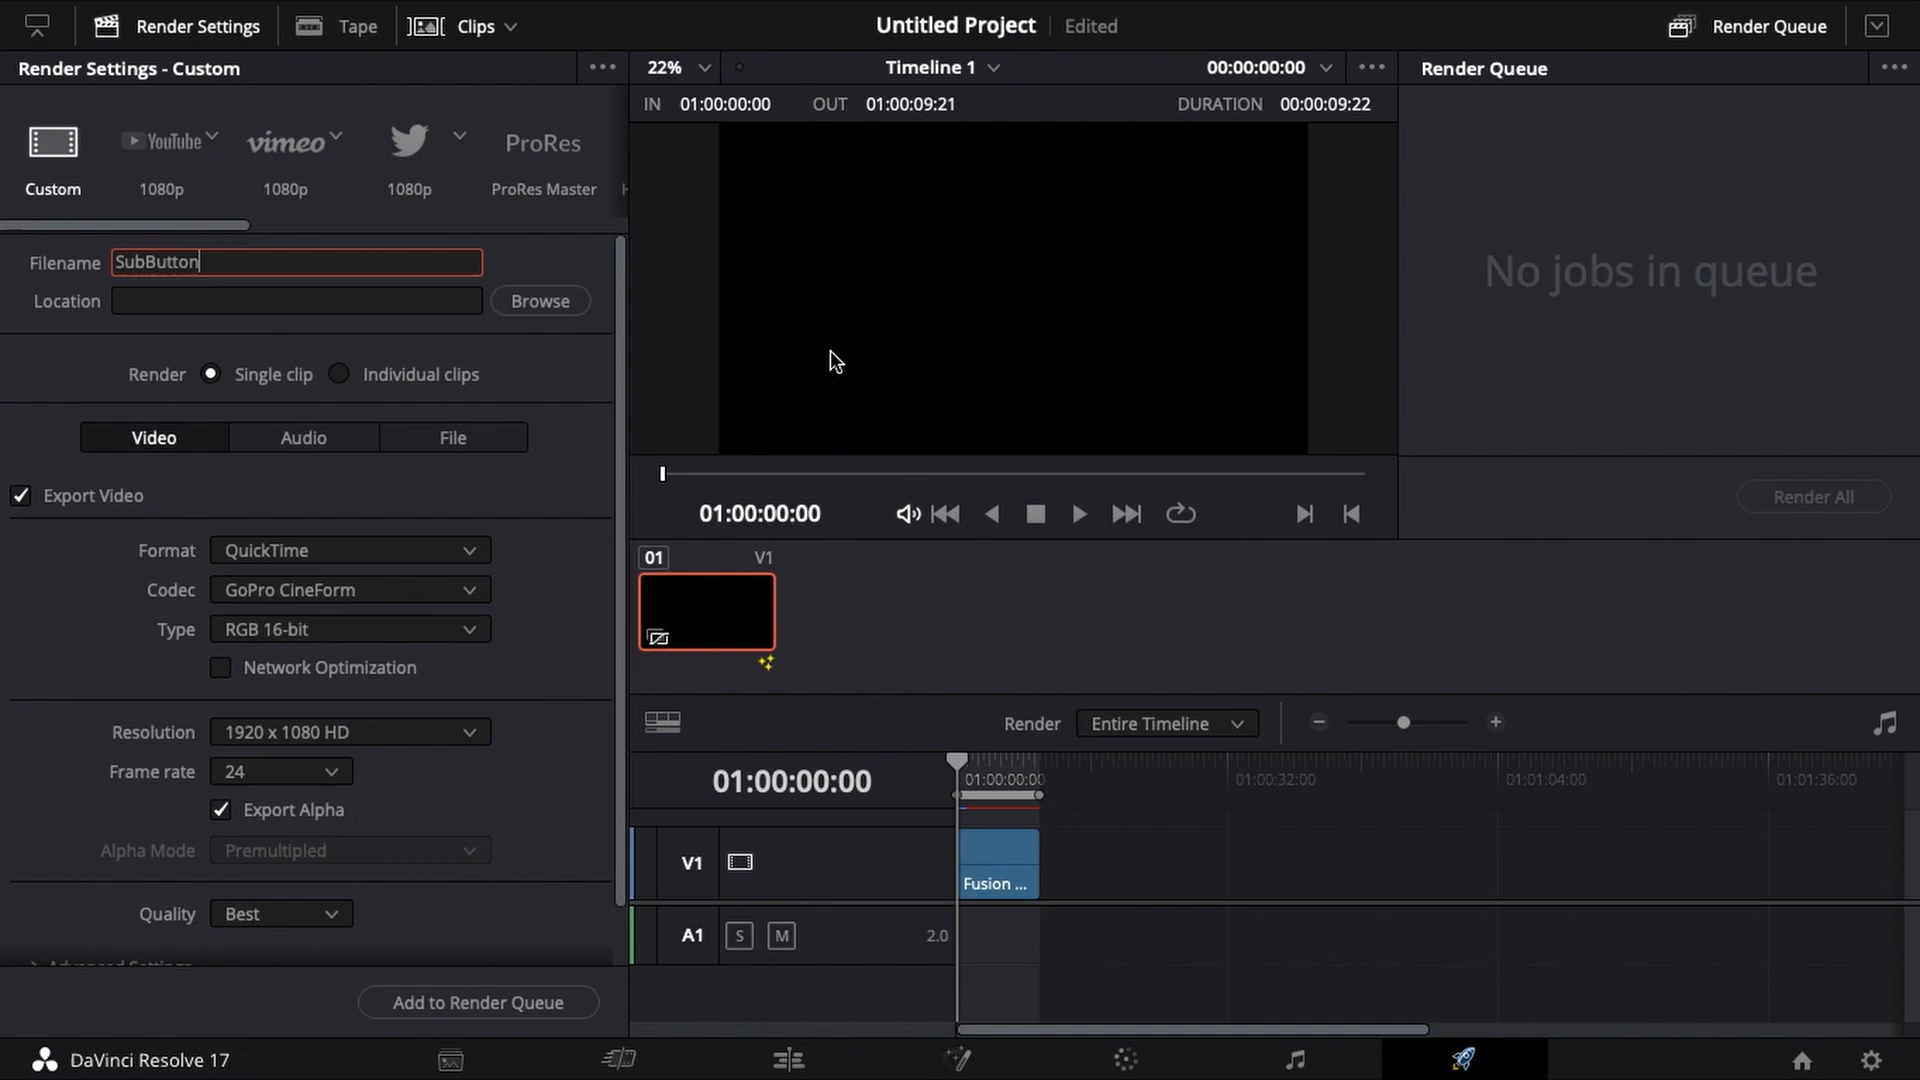 Render Settings
Tape
Clips
Untitled Project
Edited
Render Queue
Render Settings - Custom
22%
Timeline 1
00:00:00:00
Render Queue
IN 01:00:00:00 OUT 01:00:09:21
DURATION 00:00:09:22
YouTube
vimeo
ProRes
Custom
1080p
1080p
1080p
ProRes Master
H
Filename SubButton
Location
Browse
No jobs in queue
Render Single clip Individual clips
Video
Audio
File
Export Video
Render All
01:00:00:00
Format QuickTime
01
V1
Codec GoPro CineForm
Type RGB 16-bit
Network Optimization
Resolution 1920 x 1080 HD
Render Entire Timeline
Frame rate 24
01:00:00:00
01:00:00:00
01:00:32:00
01:01:04:00
01:01:36:00
Export Alpha
Alpha Mode Premultipled
V1
Fusion ...
Quality Best
A1
S
M
2.0
Advanced Settings
Add to Render Queue
DaVinci Resolve 17